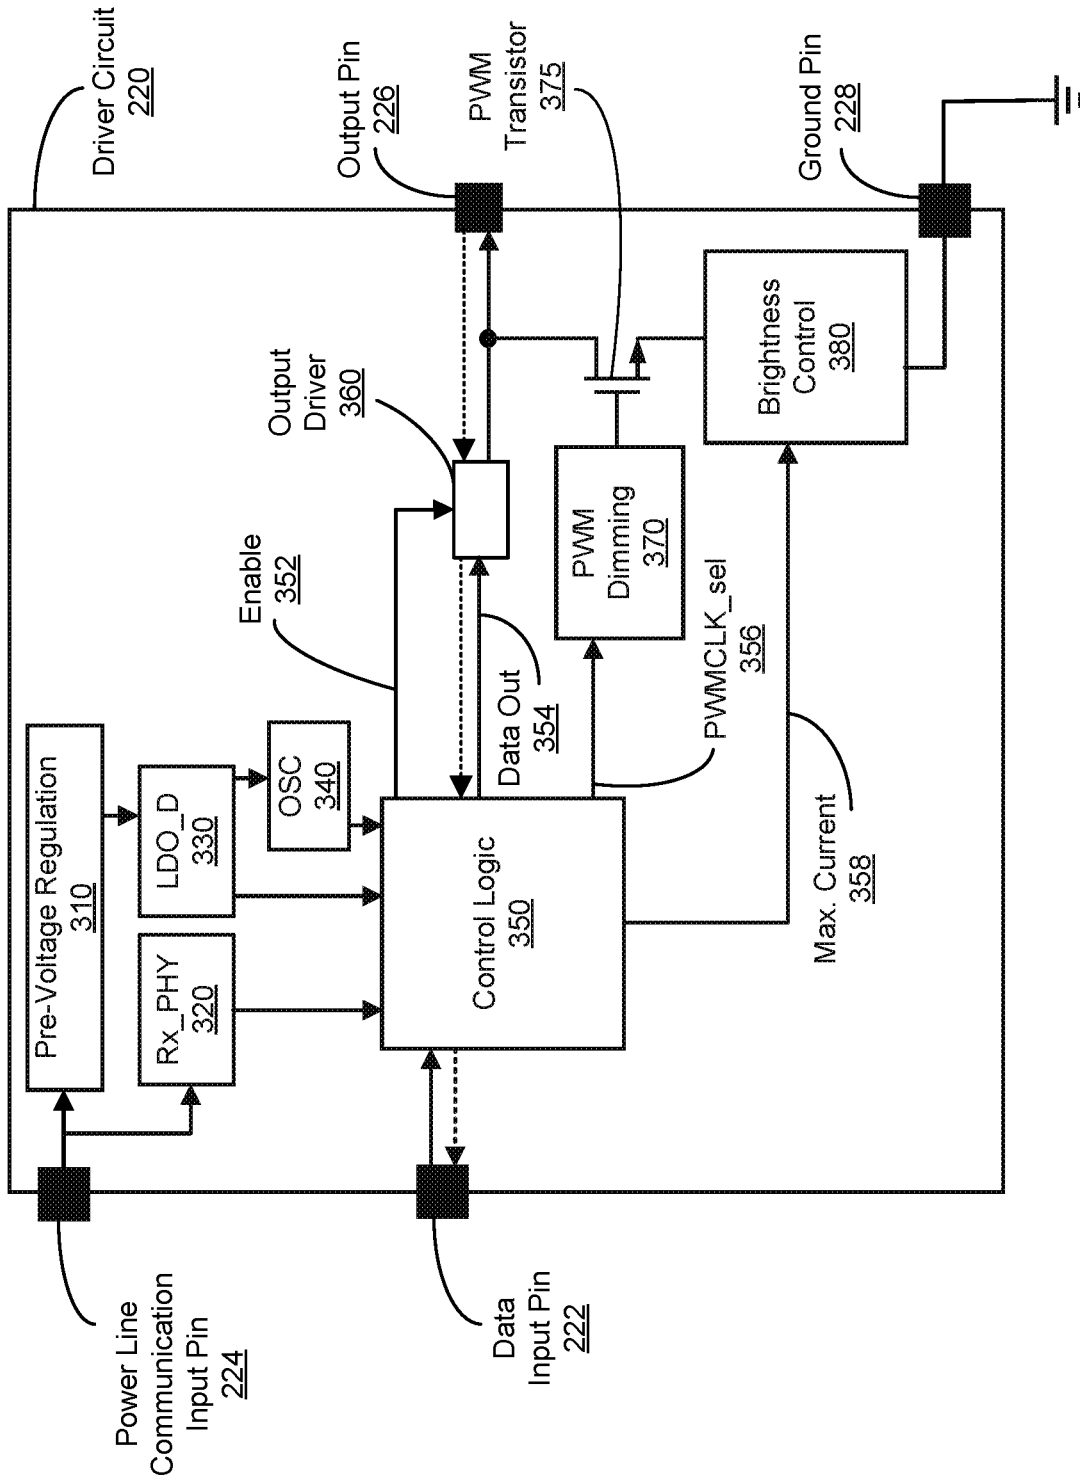 Driver Circuit
220
Power Line
Communication
Input Pin
224
Pre-Voltage Regulation
310
Rx_PHY
320
LDO_D
330
OSC
340
Enable
352
Output
Driver
360
Output Pin
226
Data
Input Pin
222
Control Logic
350
Data Out
354
PWM
Dimming
370
PWM
Transistor
375
PWMCLK_sel
356
Max. Current
358
Brightness
Control
380
Ground Pin
228